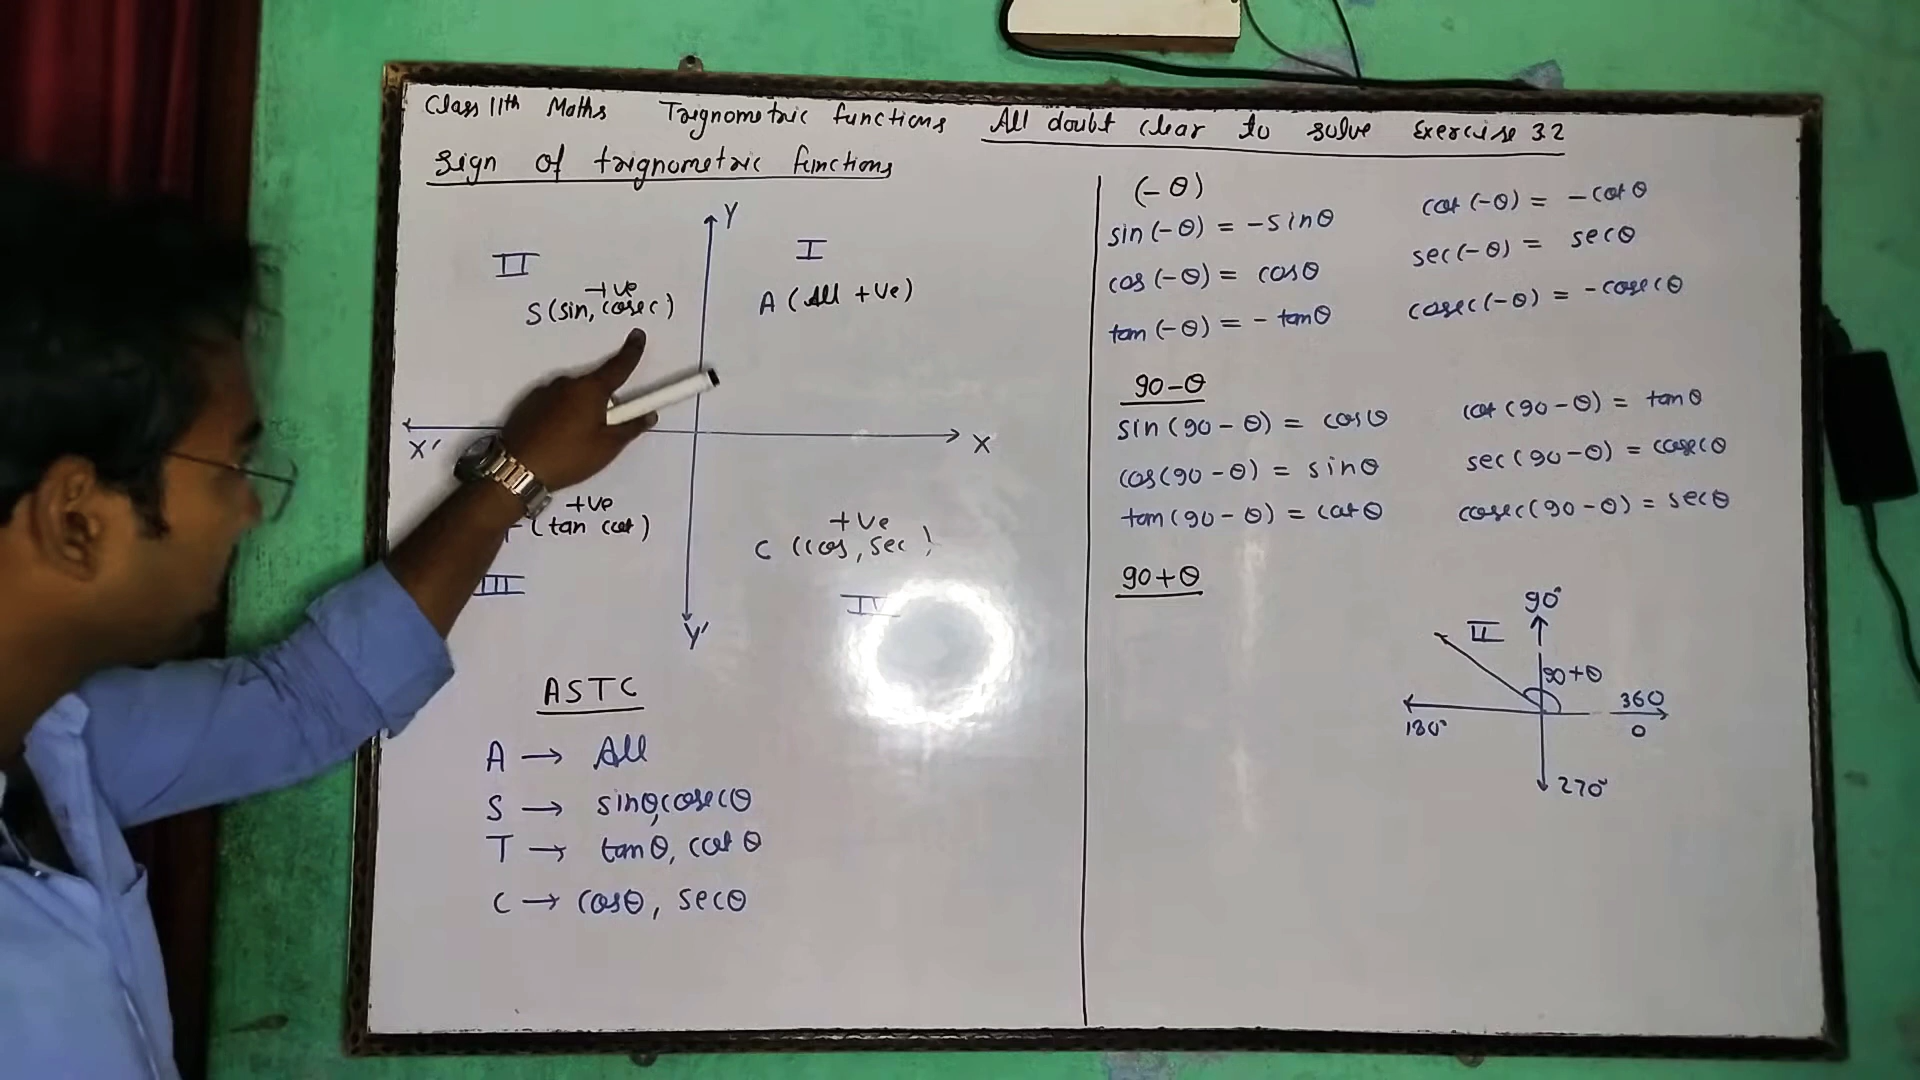 Class 11th Maths Trignometric functions All doubt clear to solve Exercise 3.2
Sign of trignometric functions
Y
II
I
+ve
S (sin, cosec)
A (All +ve)
X'
X
+ve
(tan cot)
+ve
C (cos, sec)
III
IV
Y'
ASTC
A → All
S → sinθ, cosecθ
T → tanθ, cotθ
C → cosθ, secθ
(-θ)
sin(-θ) = -sinθ
cos(-θ) = cosθ
tan(-θ) = -tanθ
cot(-θ) = -cotθ
sec(-θ) = secθ
cosec(-θ) = -cosecθ
90-θ
sin(90-θ) = cosθ
cos(90-θ) = sinθ
tan(90-θ) = cotθ
cot(90-θ) = tanθ
sec(90-θ) = cosecθ
cosec(90-θ) = secθ
90+θ
90°
II
90+θ
360
180°
0
270°